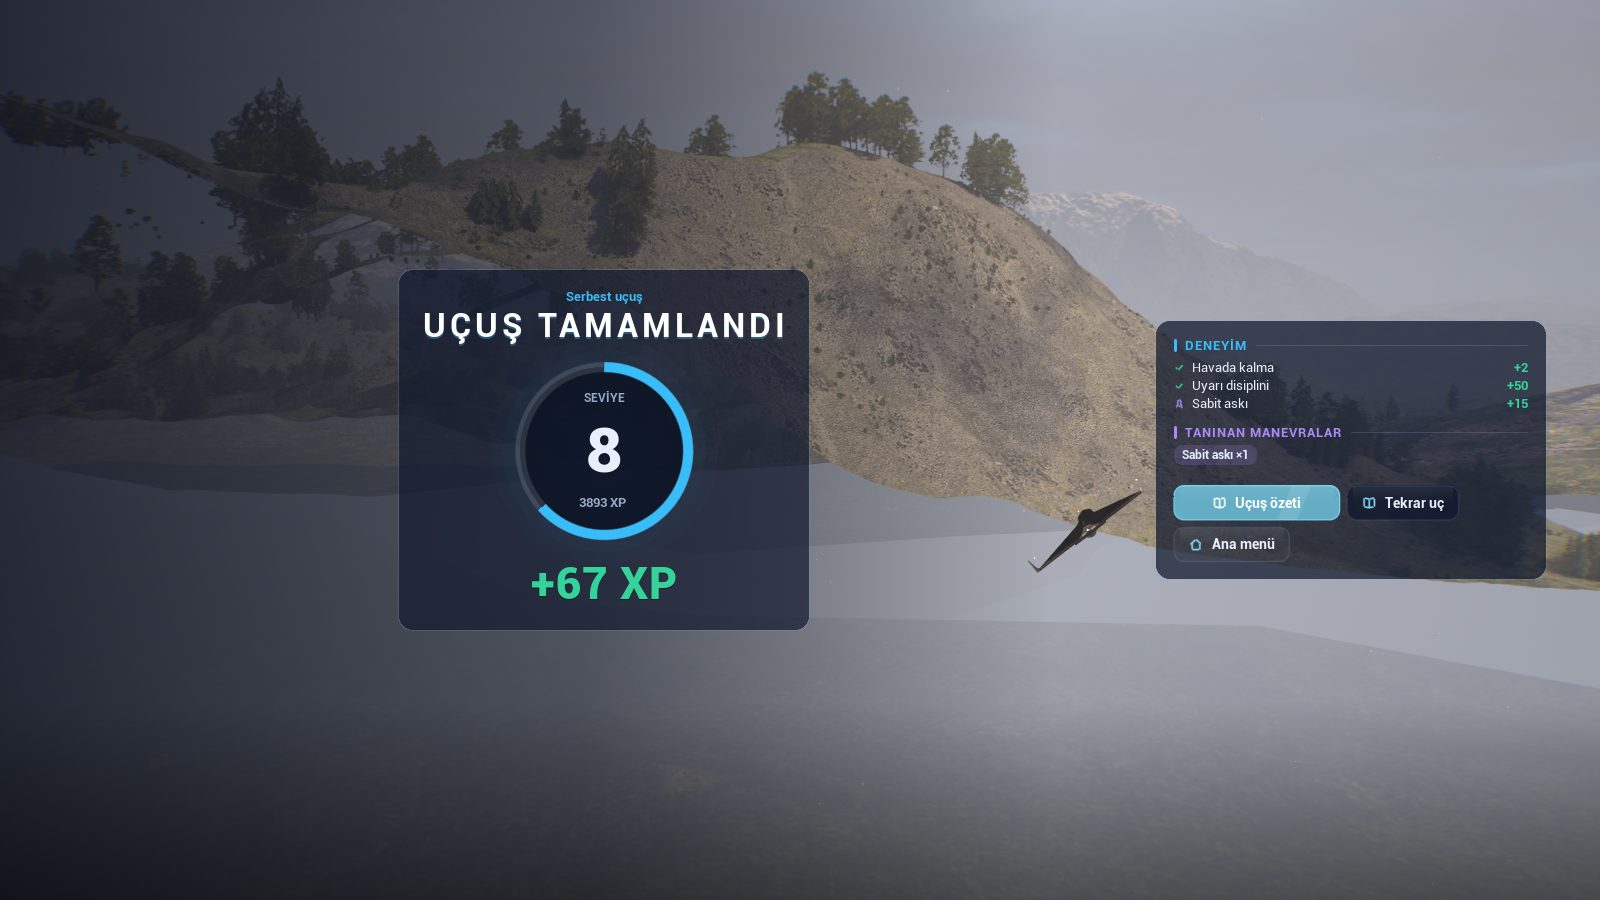 Serbest uçuş
UÇUŞ TAMAMLANDI
SEVİYE
8
3893 XP
+67 XP
DENEYİM
Havada kalma +2
Uyarı disiplini +50
Sabit askı +15
TANINAN MANEVRALAR
Sabit askı ×1
Uçuş özeti
Tekrar uç
Ana menü